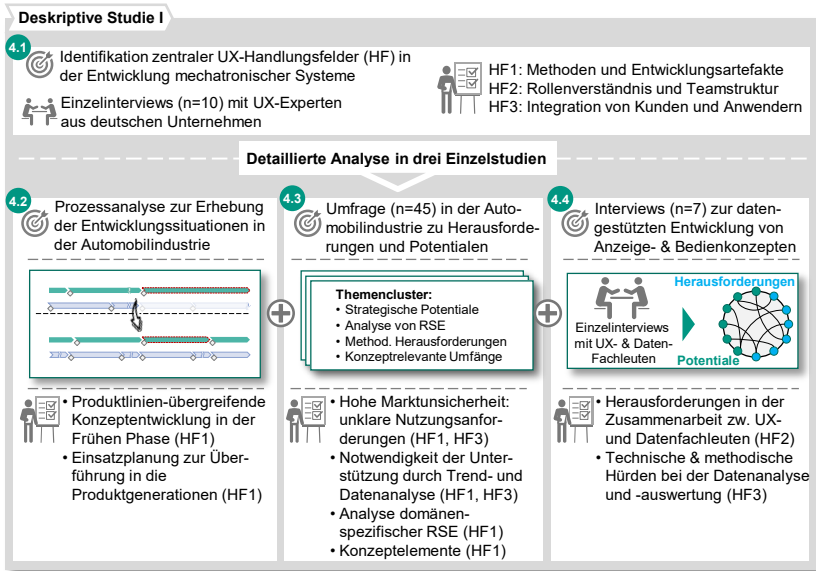 Deskriptive Studie I
4.1
Identifikation zentraler UX-Handlungsfelder (HF) in
der Entwicklung mechatronischer Systeme
Einzelinterviews (n=10) mit UX-Experten
aus deutschen Unternehmen
HF1: Methoden und Entwicklungsartefakte
HF2: Rollenverständnis und Teamstruktur
HF3: Integration von Kunden und Anwendern
Detaillierte Analyse in drei Einzelstudien
4.2
Prozessanalyse zur Erhebung
der Entwicklungssituationen in
der Automobilindustrie
• Produktlinien-übergreifende
Konzeptentwicklung in der
Frühen Phase (HF1)
• Einsatzplanung zur Über-
führung in die
Produktgenerationen (HF1)
4.3
Umfrage (n=45) in der Auto-
mobilindustrie zu Herausforde-
rungen und Potentialen
Themencluster:
• Strategische Potentiale
• Analyse von RSE
• Method. Herausforderungen
• Konzeptrelevante Umfänge
• Hohe Marktunsicherheit:
unklare Nutzungsanfor-
derungen (HF1, HF3)
• Notwendigkeit der Unter-
stützung durch Trend- und
Datenanalyse (HF1, HF3)
• Analyse domänen-
spezifischer RSE (HF1)
• Konzeptelemente (HF1)
4.4
Interviews (n=7) zur daten-
gestützten Entwicklung von
Anzeige- & Bedienkonzepten
Herausforderungen
Einzelinterviews
mit UX- & Daten-
Fachleuten
Potentiale
• Herausforderungen in der
Zusammenarbeit zw. UX-
und Datenfachleuten (HF2)
• Technische & methodische
Hürden bei der Datenanalyse
und -auswertung (HF3)